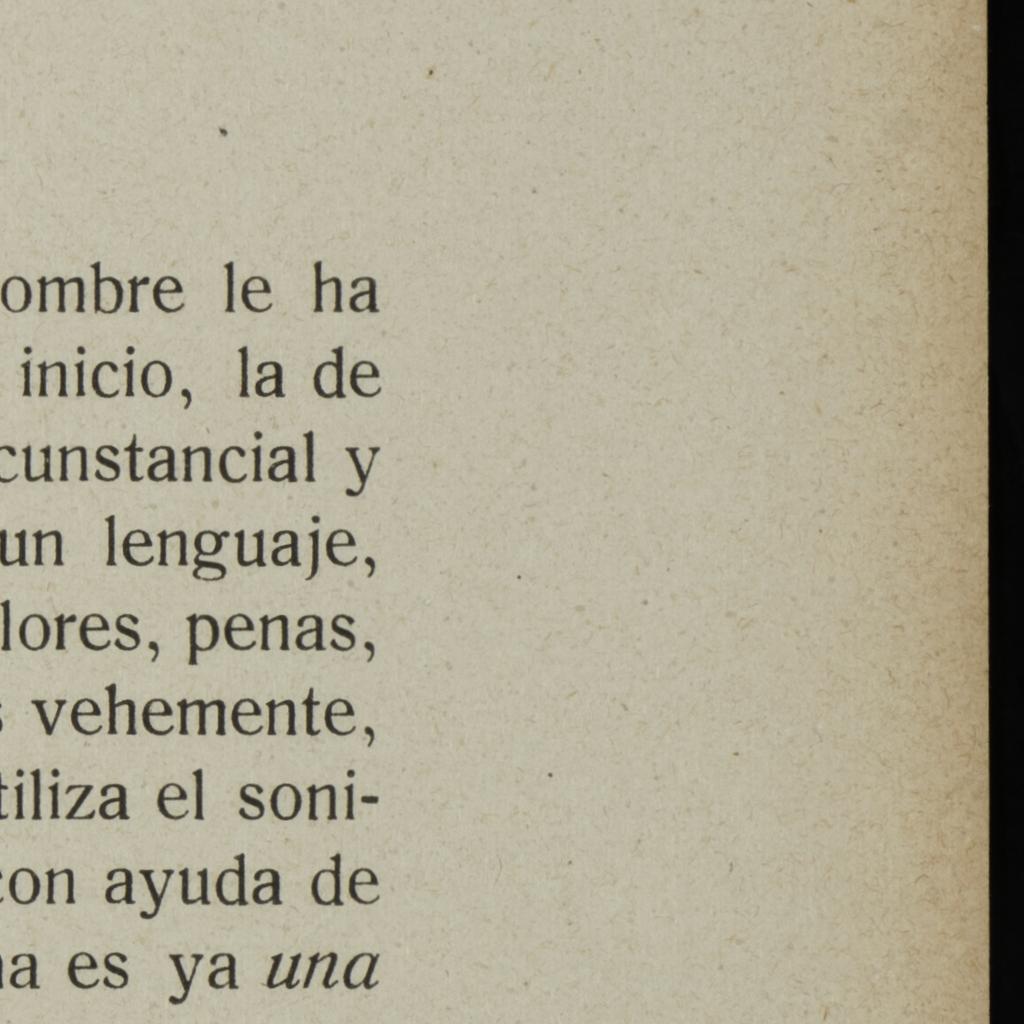 ombre le ha
inicio, la de
cunstancial y
un lenguaje,
lores, penas,
s vehemente,
tiliza el soni-
con ayuda de
na es ya una